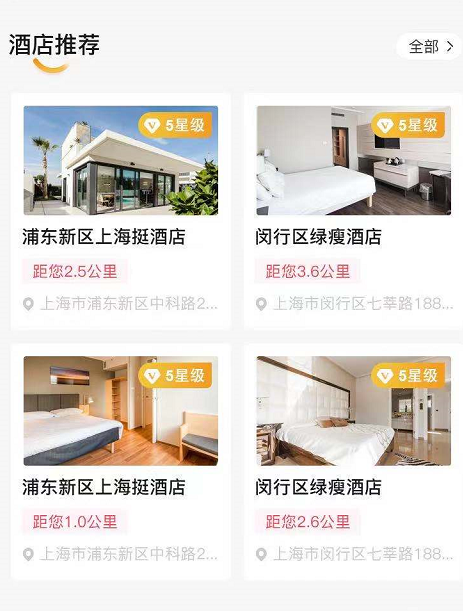 酒店推荐
全部
5星级
5星级
浦东新区上海挺酒店
闵行区绿瘦酒店
距您2.5公里
距您3.6公里
上海市浦东新区中科路2...
上海市闵行区七莘路188...
5星级
5星级
浦东新区上海挺酒店
闵行区绿瘦酒店
距您1.0公里
距您2.6公里
上海市浦东新区中科路2...
上海市闵行区七莘路188...